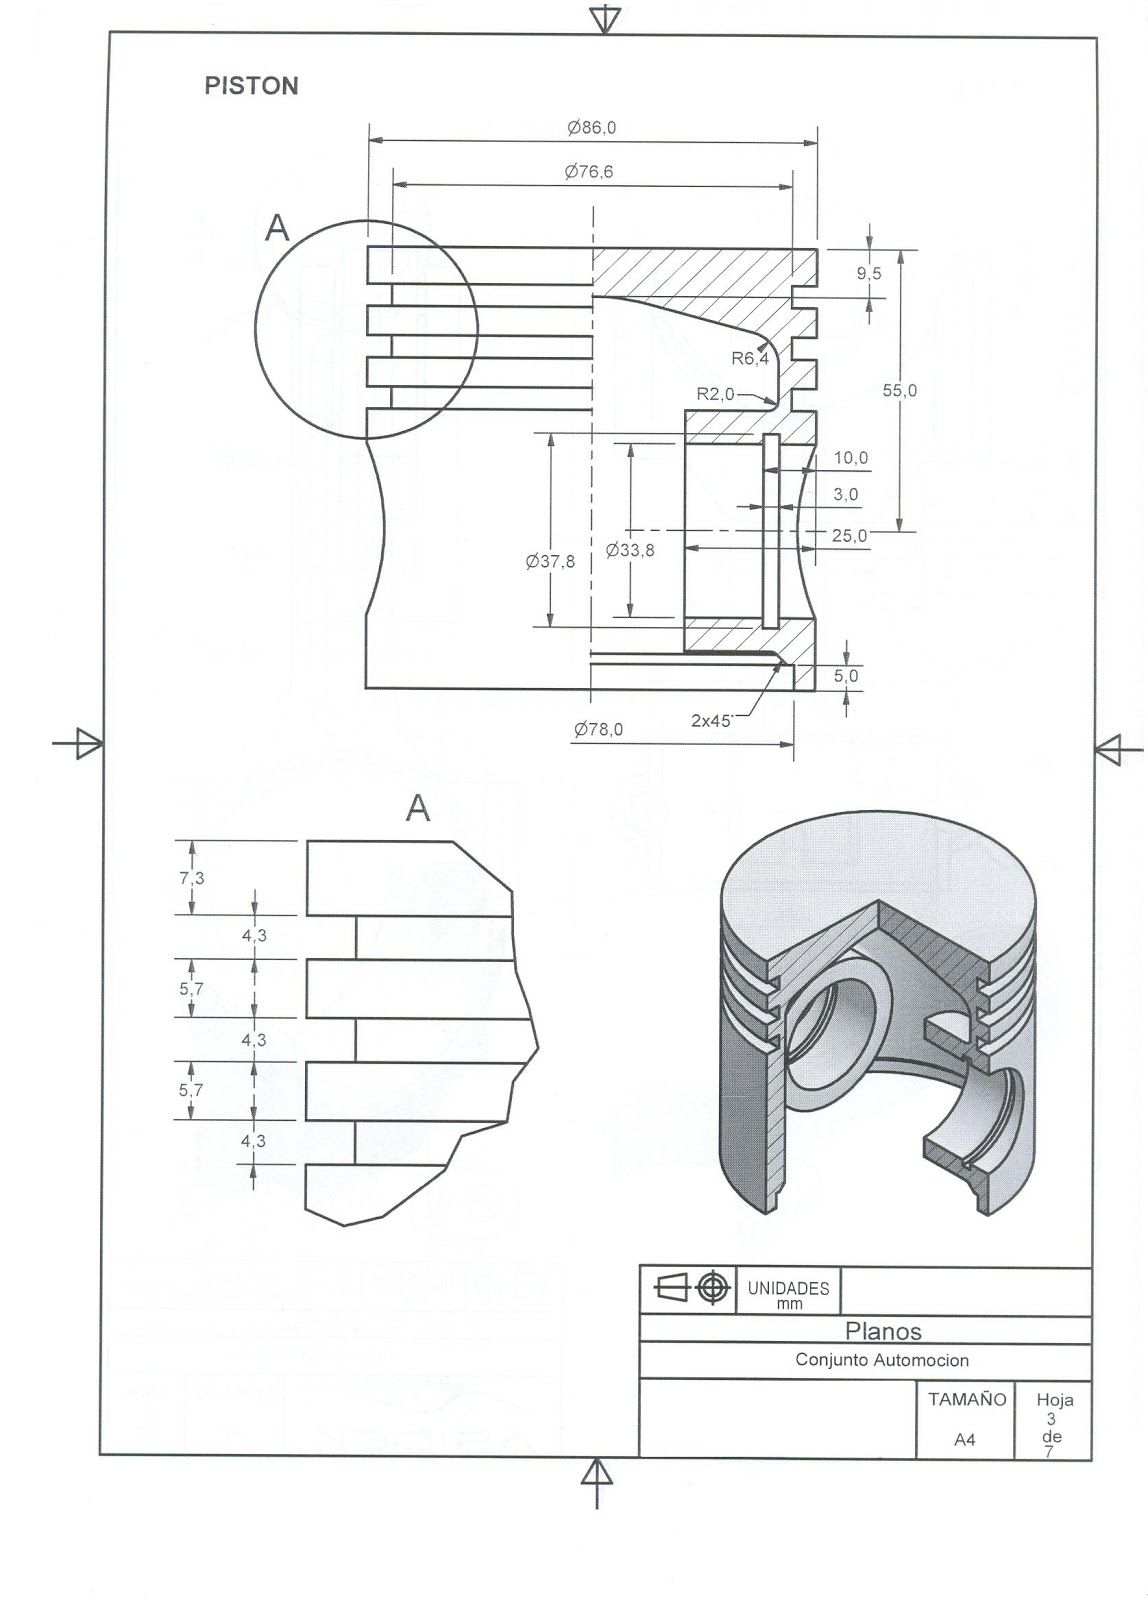 PISTON
Ø86,0
Ø76,6
A
9,5
R6,4
55,0
R2,0
10,0
3,0
25,0
Ø37,8
Ø33,8
5,0
2x45°
Ø78,0
A
7,3
4,3
5,7
4,3
5,7
4,3
UNIDADES
mm
Planos
Conjunto Automocion
TAMAÑO
A4
Hoja
3
de
7